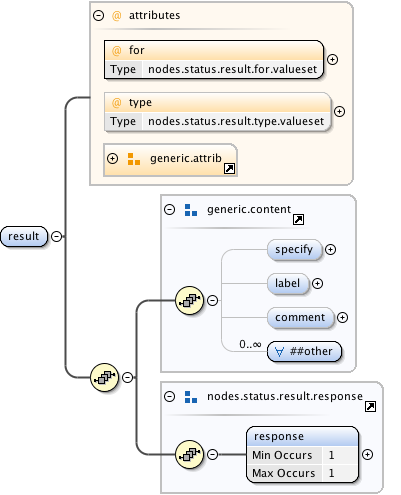 attributes
@ for
Type nodes.status.result.for.valueset
@ type
Type nodes.status.result.type.valueset
generic.attrib
result
generic.content
specify
label
comment
0..∞
∀ ##other
nodes.status.result.response
response
Min Occurs 1
Max Occurs 1